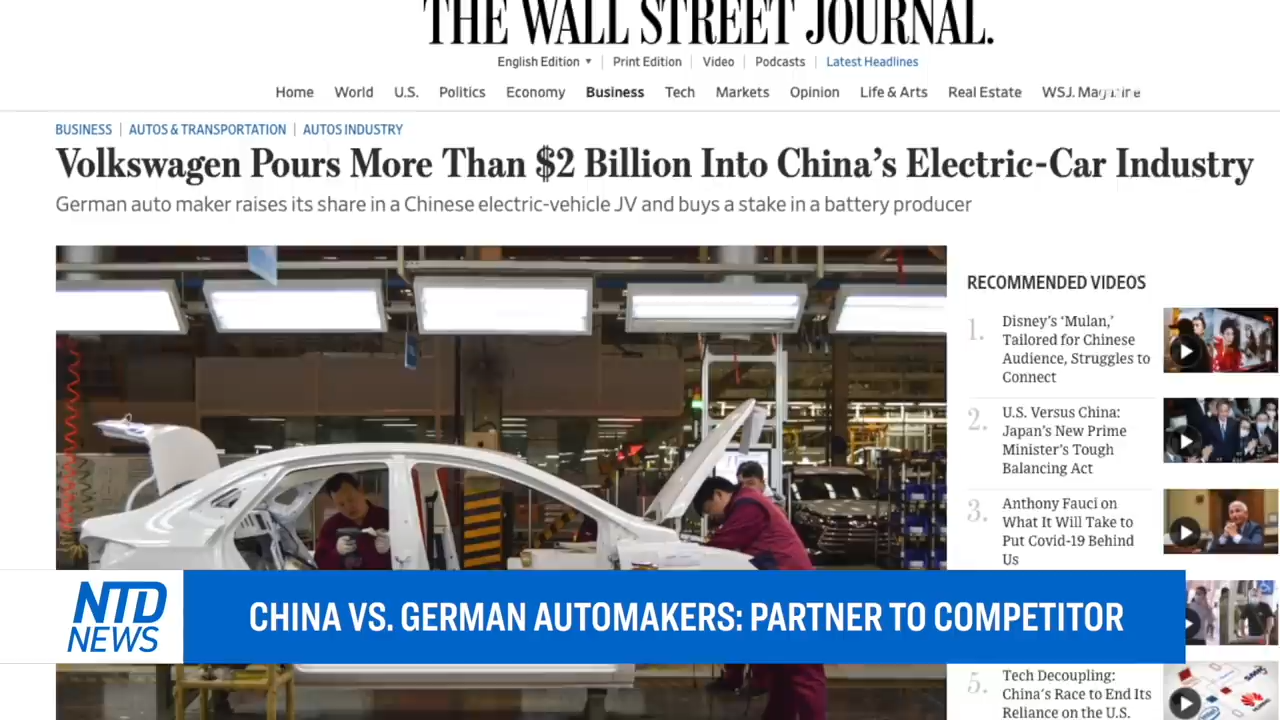 THE WALL STREET JOURNAL.
English Edition ▼ | Print Edition | Video | Podcasts | Latest Headlines
Home World U.S. Politics Economy Business Tech Markets Opinion Life & Arts Real Estate WSJ. Magazine
BUSINESS | AUTOS & TRANSPORTATION | AUTOS INDUSTRY
Volkswagen Pours More Than $2 Billion Into China’s Electric-Car Industry
German auto maker raises its share in a Chinese electric-vehicle JV and buys a stake in a battery producer
RECOMMENDED VIDEOS
1. Disney’s ‘Mulan,’
Tailored for Chinese
Audience, Struggles to
Connect
2. U.S. Versus China:
Japan’s New Prime
Minister’s Tough
Balancing Act
3. Anthony Fauci on
What It Will Take to
Put Covid-19 Behind
Us
NTD
NEWS
CHINA VS. GERMAN AUTOMAKERS: PARTNER TO COMPETITOR
5. Tech Decoupling:
China’s Race to End Its
Reliance on the U.S.